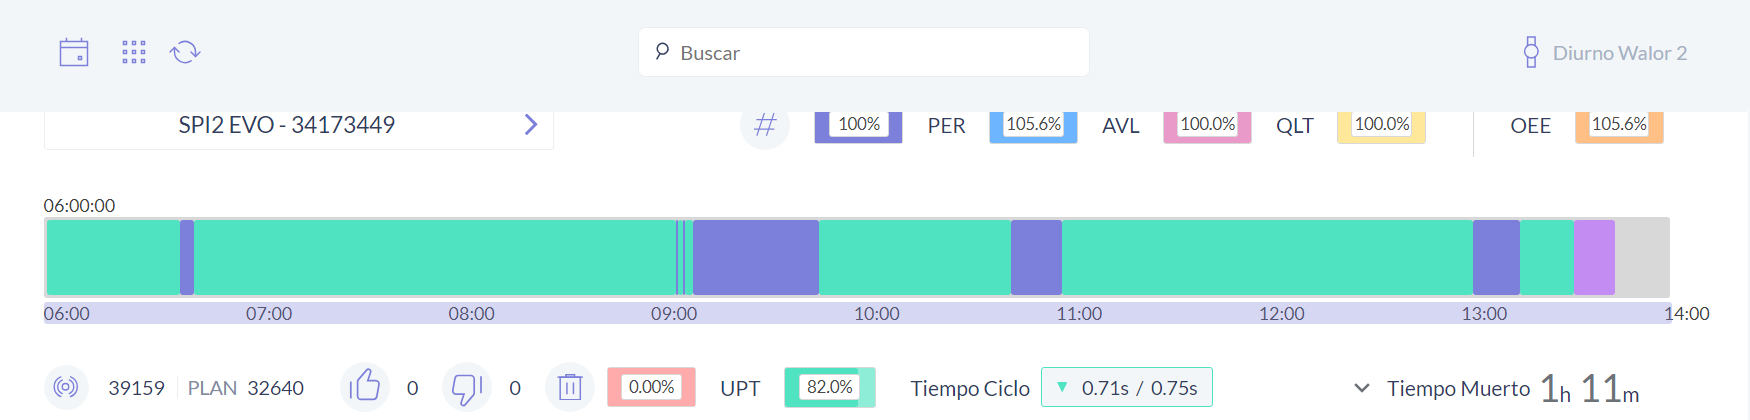 Buscar
Diurno Walor 2
SPI2 EVO - 34173449
# 100% PER 105.6% AVL 100.0% QLT 100.0% OEE 105.6%
06:00:00
06:00 07:00 08:00 09:00 10:00 11:00 12:00 13:00 14:00
39159 PLAN 32640 0 0 0.00% UPT 82.0% Tiempo Ciclo 0.71s / 0.75s Tiempo Muerto 1h 11m